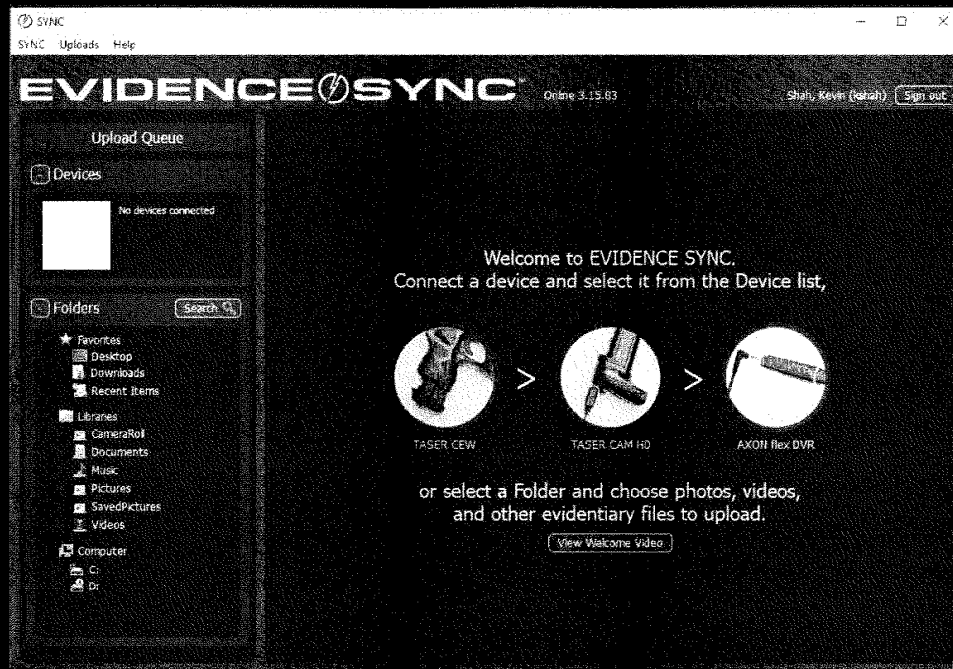 SYNC
SYNC Uploads Help
EVIDENCE SYNC
Online 3.15.83
Shah, Kevin (kshah) Sign out
Upload Queue
Devices
No devices connected
Folders Search
Favorites
Desktop
Downloads
Recent Items
Libraries
CameraRoll
Documents
Music
Pictures
SavedPictures
Videos
Computer
C:
D:
Welcome to EVIDENCE SYNC.
Connect a device and select it from the Device list,
> >
TASER CEW TASER CAM HD AXON flex DVR
or select a Folder and choose photos, videos,
and other evidentiary files to upload.
View Welcome Video